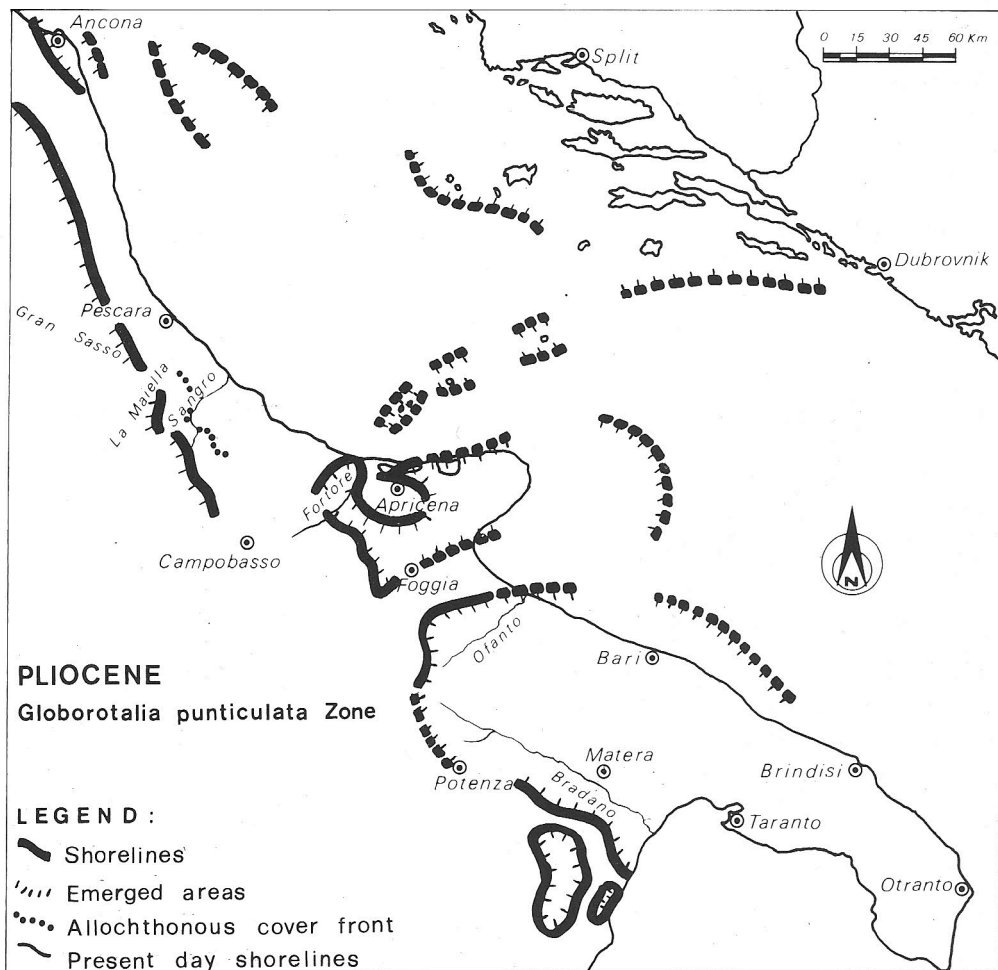 Ancona
0 15 30 45 60 Km
Split
Dubrovnik
Pescara
Gran Sasso
La Maiella
Sangro
Fortore
Apricena
Campobasso
Foggia
N
Ofanto
Bari
PLIOCENE
Globorotalia punticulata Zone
Matera
Brindisi
Potenza
Bradano
Taranto
LEGEND:
Shorelines
Otranto
Emerged areas
Allochthonous cover front
Present day shorelines